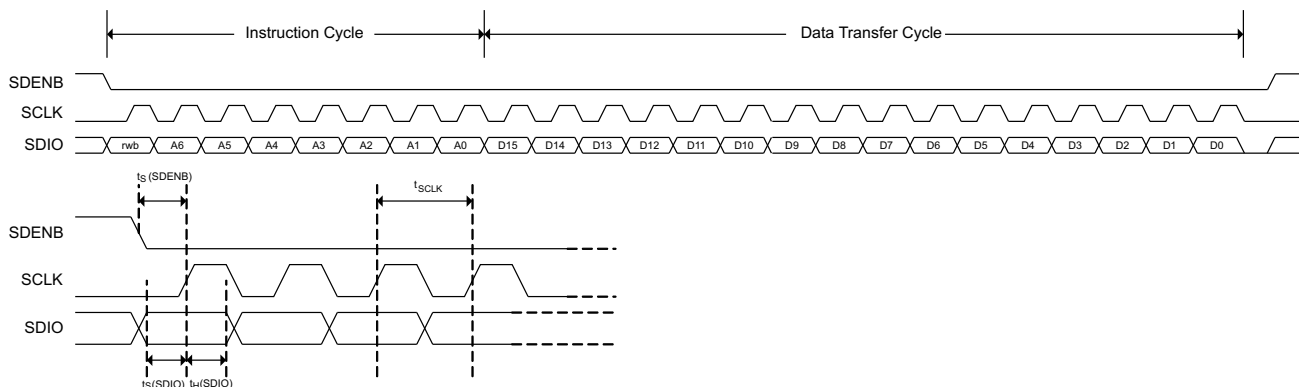 Instruction Cycle
Data Transfer Cycle
SDENB
SCLK
SDIO
rwb A6 A5 A4 A3 A2 A1 A0 D15 D14 D13 D12 D11 D10 D9 D8 D7 D6 D5 D4 D3 D2 D1 D0
tS (SDENB)
tSCLK
SDENB
SCLK
SDIO
tS(SDIO) tH(SDIO)